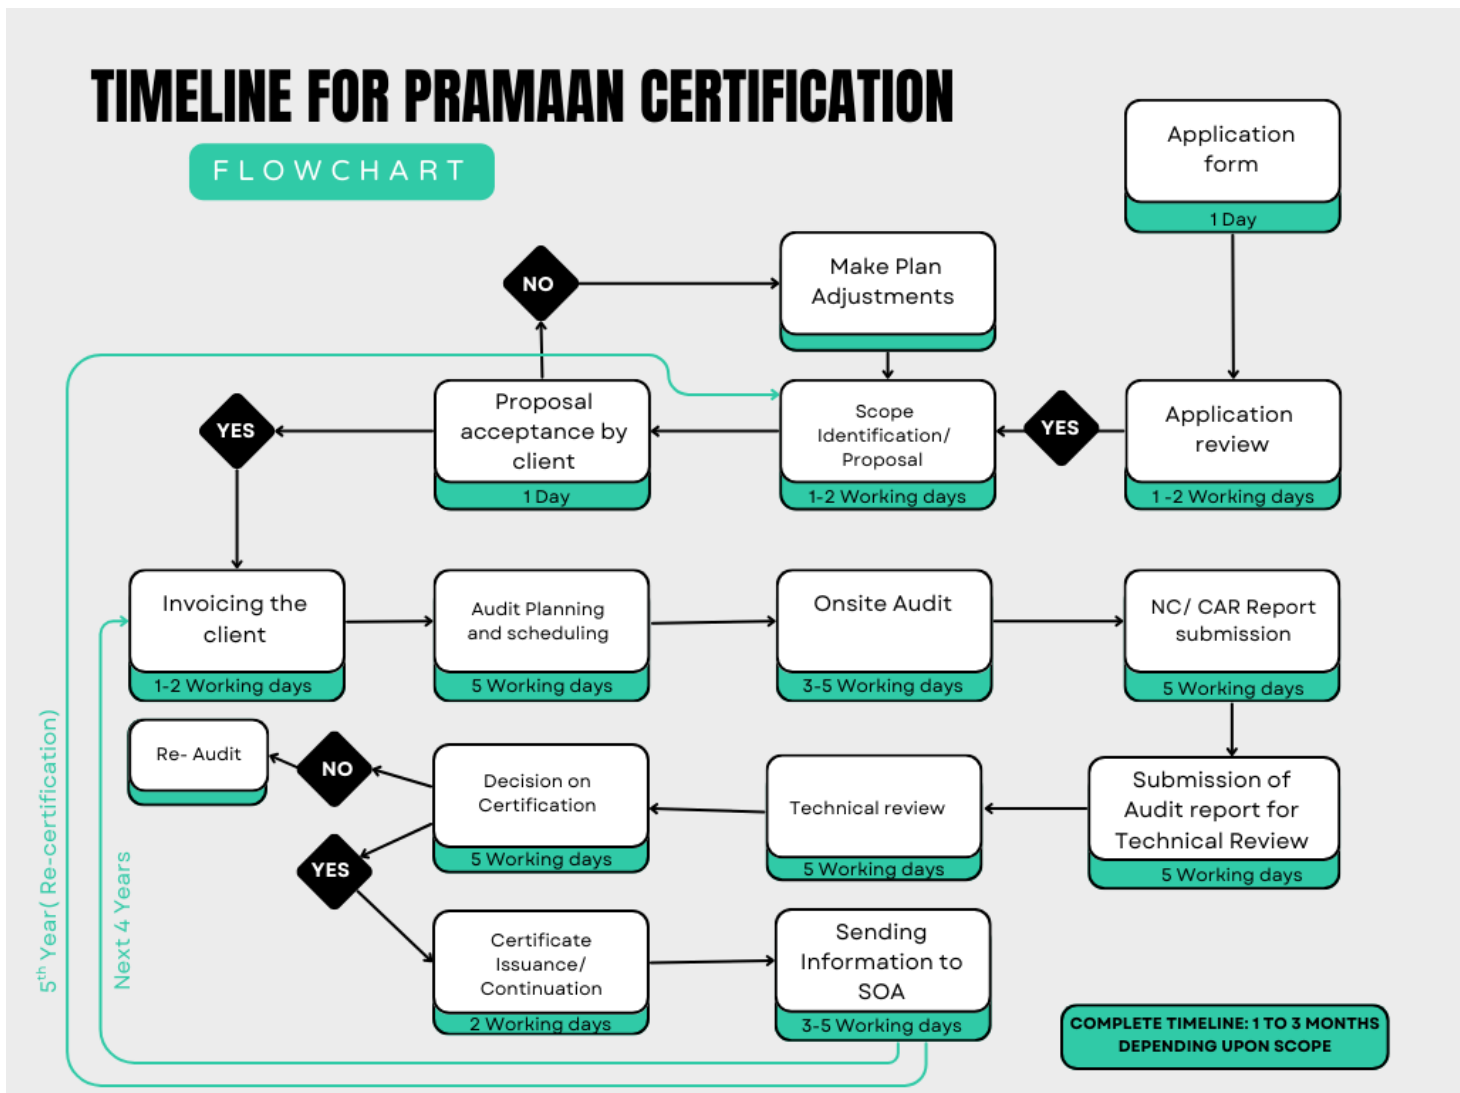 TIMELINE FOR PRAMAAN CERTIFICATION
FLOWCHART
Application
form
1 Day
NO
Make Plan
Adjustments
YES
Proposal
acceptance by
client
1 Day
Scope
Identification/
Proposal
1-2 Working days
YES
Application
review
1 -2 Working days
Invoicing the
client
1-2 Working days
Audit Planning
and scheduling
5 Working days
Onsite Audit
3-5 Working days
NC/ CAR Report
submission
5 Working days
Re- Audit
NO
YES
Decision on
Certification
5 Working days
Technical review
5 Working days
Submission of
Audit report for
Technical Review
5 Working days
Certificate
Issuance/
Continuation
2 Working days
Sending
Information to
SOA
3-5 Working days
5th Year( Re-certification)
Next 4 Years
COMPLETE TIMELINE: 1 TO 3 MONTHS
DEPENDING UPON SCOPE